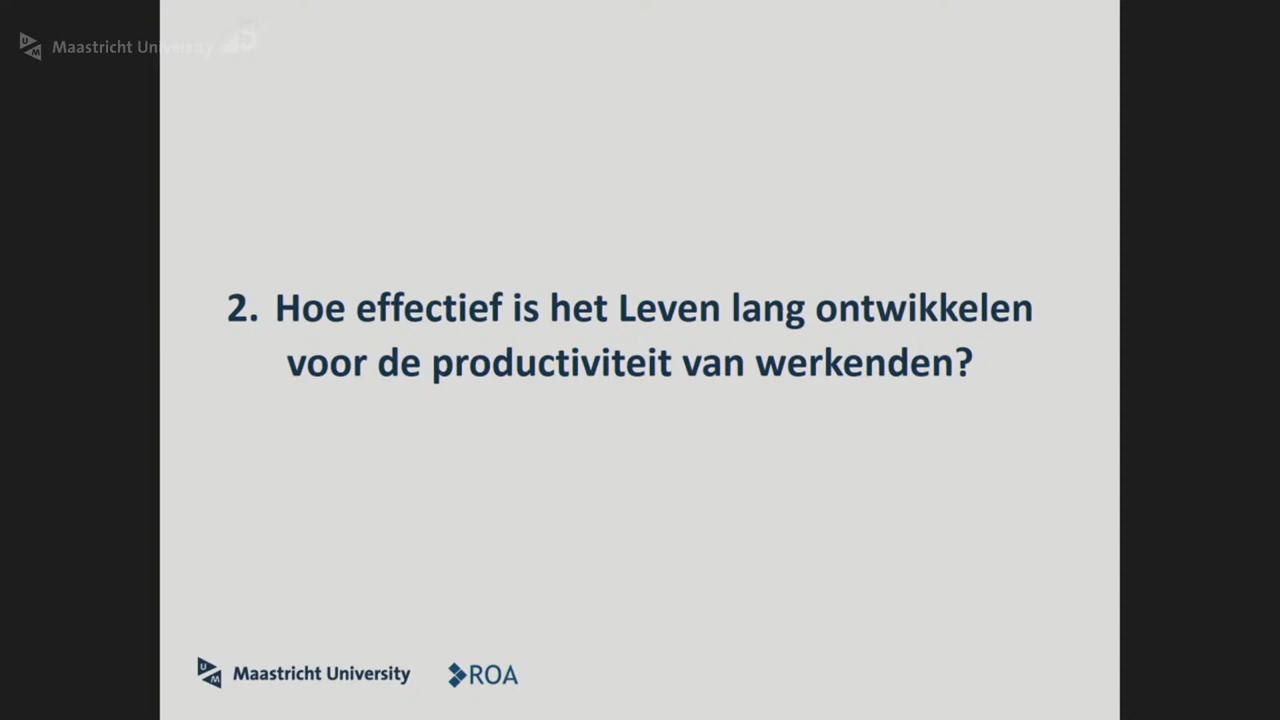 Maastricht University
2. Hoe effectief is het Leven lang ontwikkelen
voor de productiviteit van werkenden?
Maastricht University
ROA